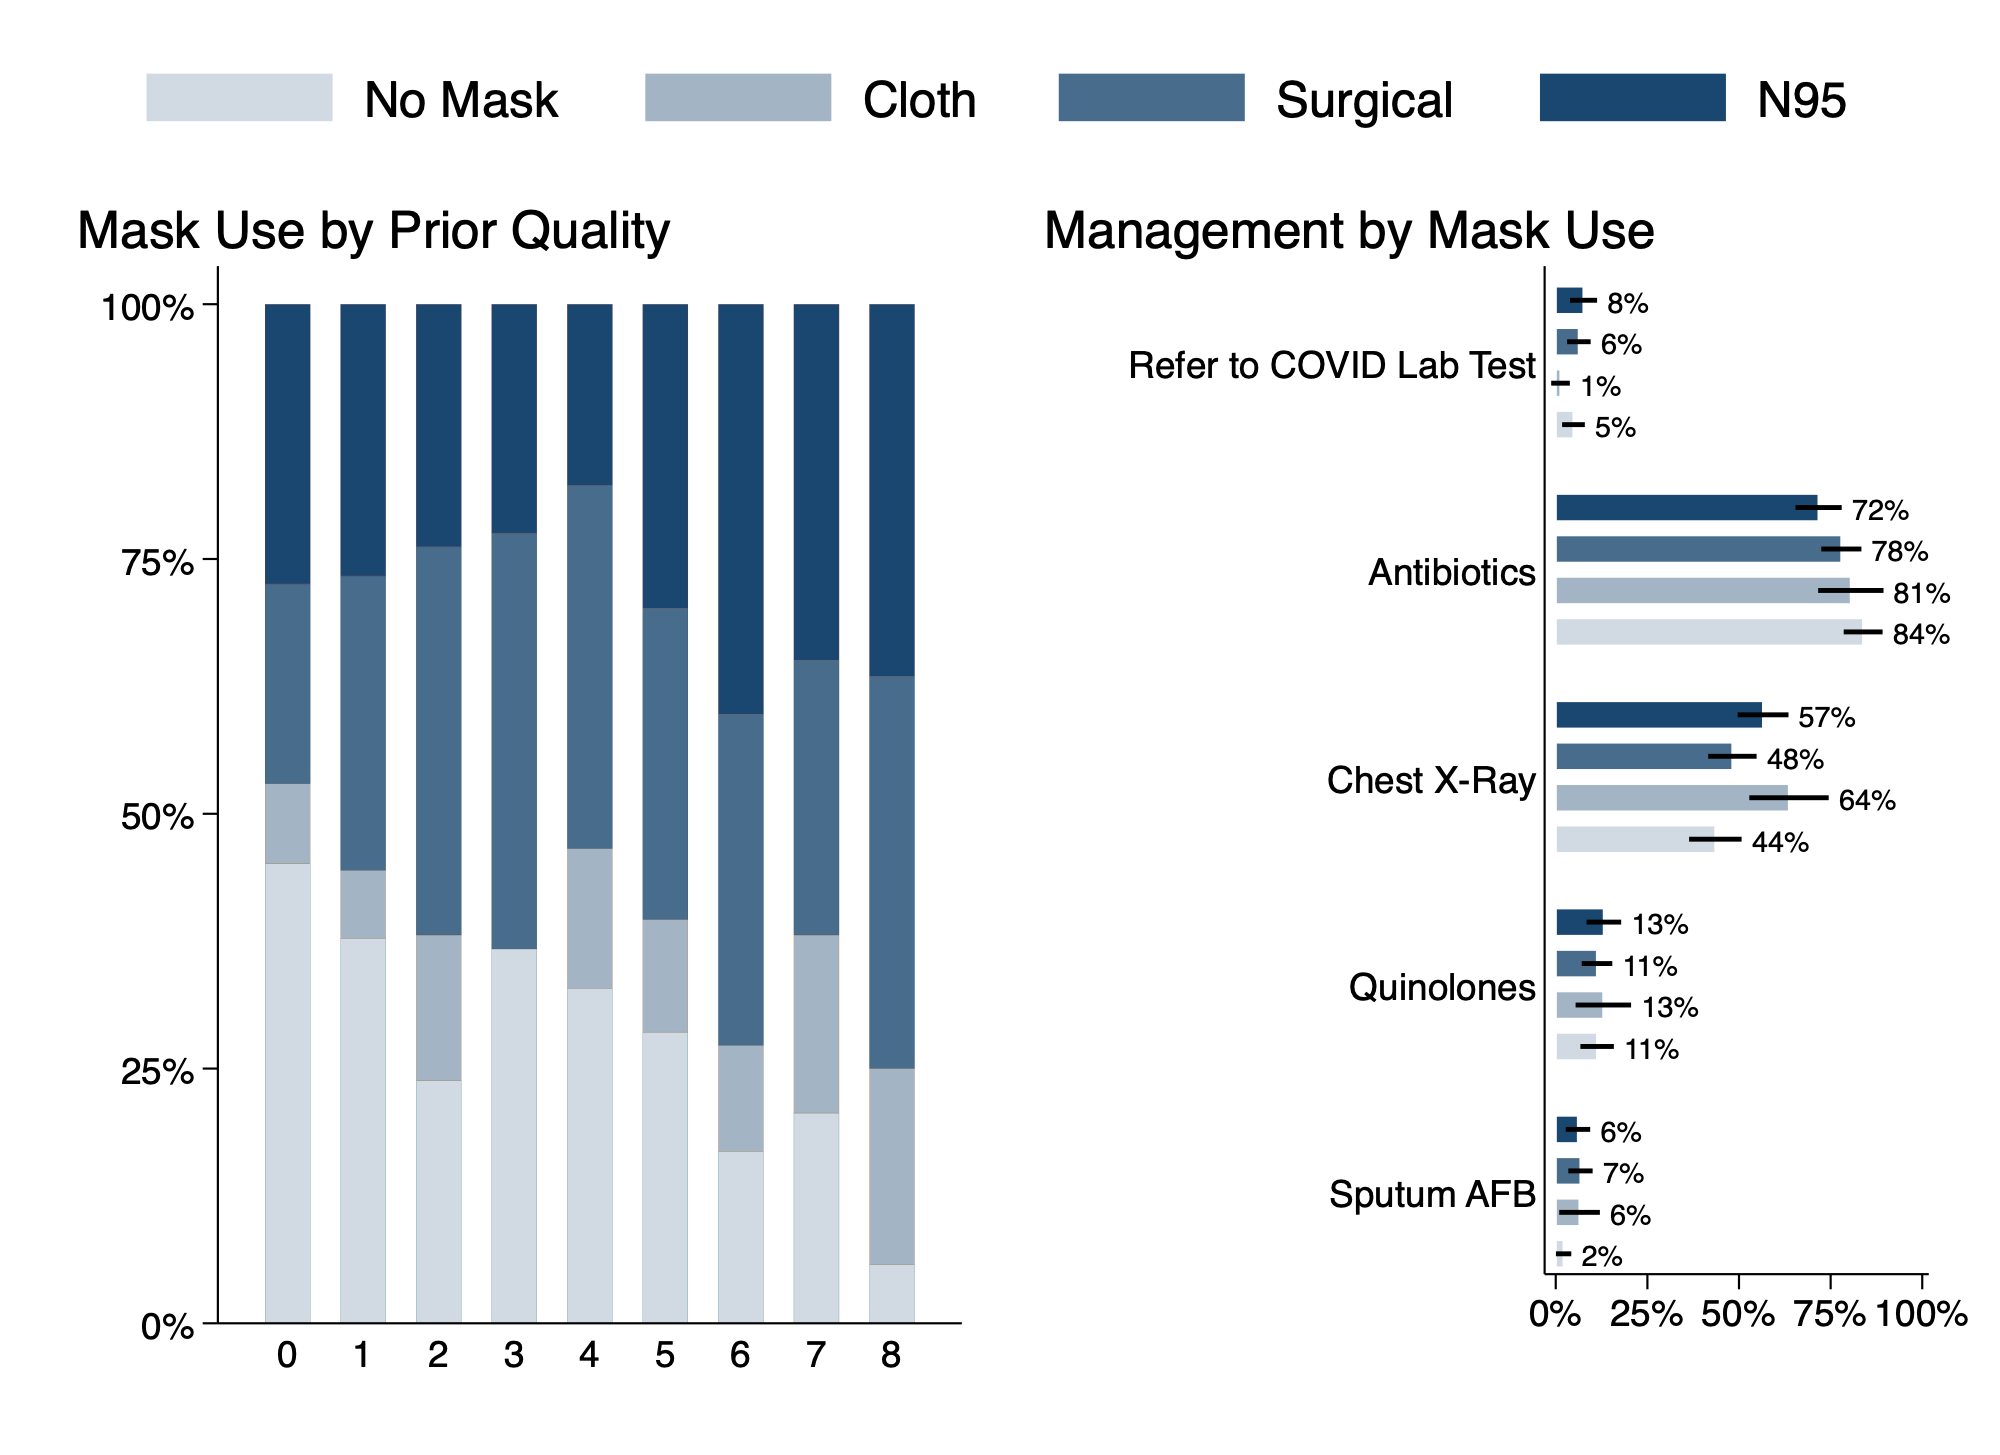 No Mask
Cloth
Surgical
N95
Mask Use by Prior Quality
100%
75%
50%
25%
0%
0 1 2 3 4 5 6 7 8
Management by Mask Use
Refer to COVID Lab Test
8%
6%
1%
5%
Antibiotics
72%
78%
81%
84%
Chest X-Ray
57%
48%
64%
44%
Quinolones
13%
11%
13%
11%
Sputum AFB
6%
7%
6%
2%
0% 25% 50% 75% 100%